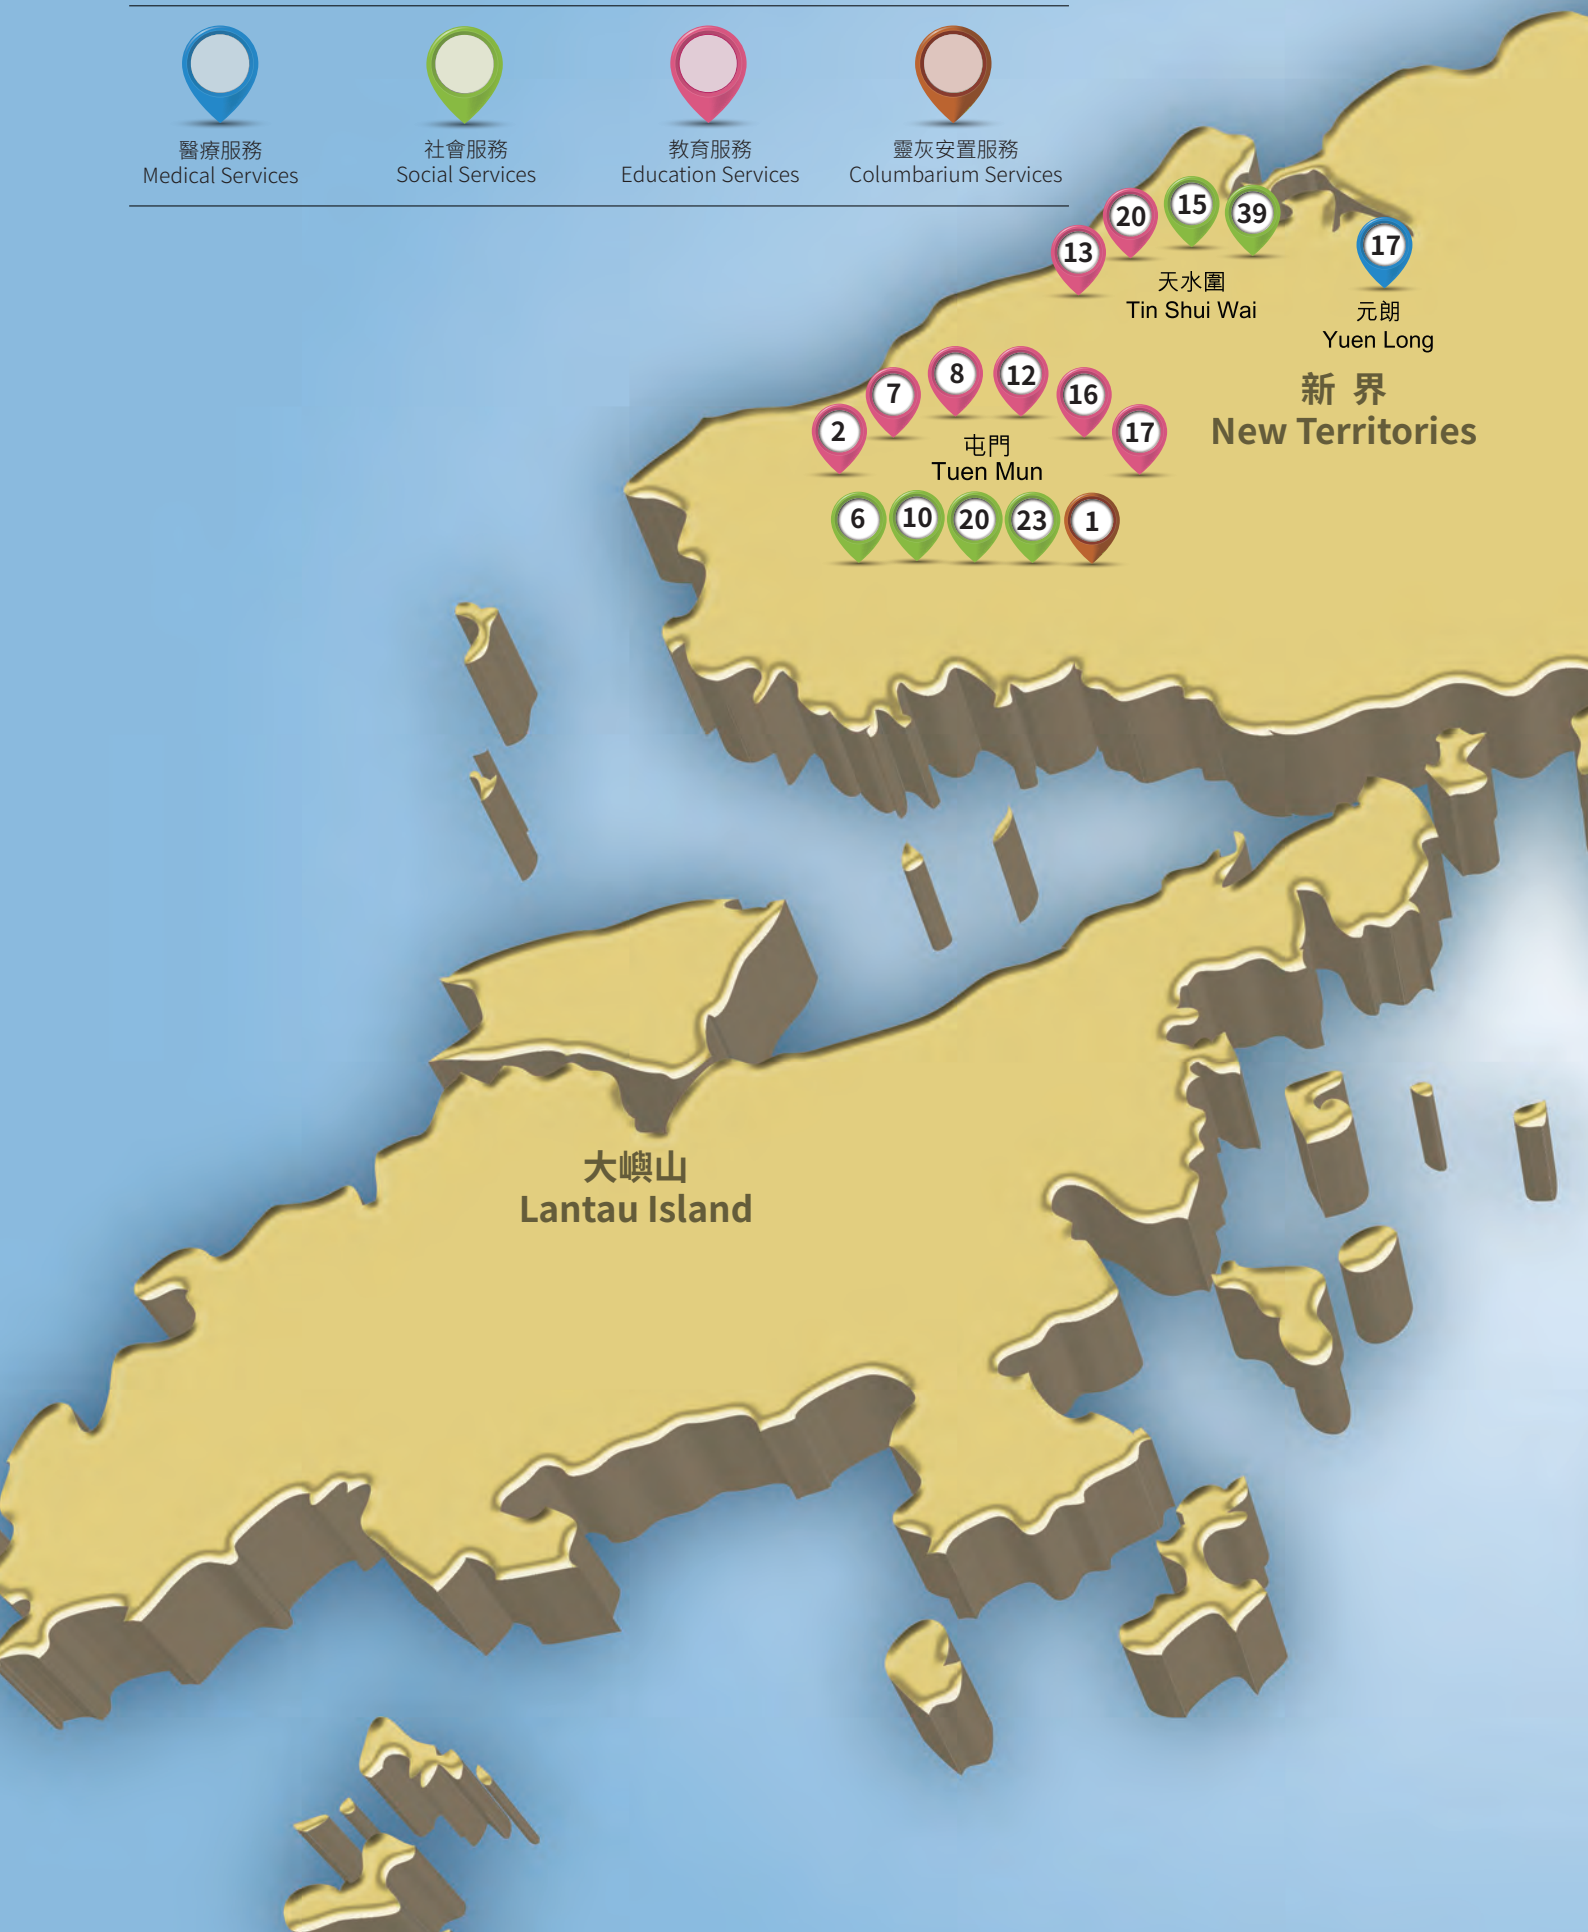 醫療服務
Medical Services
社會服務
Social Services
教育服務
Education Services
靈灰安置服務
Columbarium Services
13
20
15
39
天水圍
Tin Shui Wai
17
元朗
Yuen Long
新 界
New Territories
2
7
8
12
16
17
屯門
Tuen Mun
6
10
20
23
1
大嶼山
Lantau Island